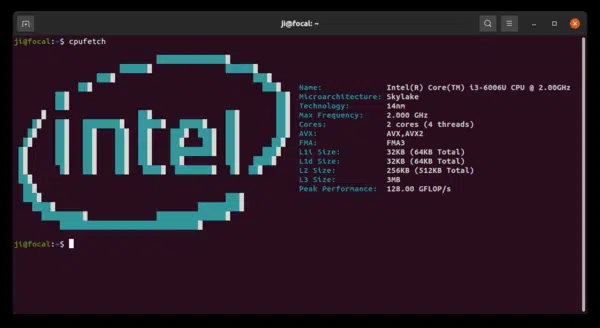 ji@focal: ~
ji@focal:~$ cpufetch
intel
Name: Intel(R) Core(TM) i3-6006U CPU @ 2.00GHz
Microarchitecture: Skylake
Technology: 14nm
Max Frequency: 2.000 GHz
Cores: 2 cores (4 threads)
AVX: AVX,AVX2
FMA: FMA3
L1i Size: 32KB (64KB Total)
L1d Size: 32KB (64KB Total)
L2 Size: 256KB (512KB Total)
L3 Size: 3MB
Peak Performance: 128.00 GFLOP/s
ji@focal:~$